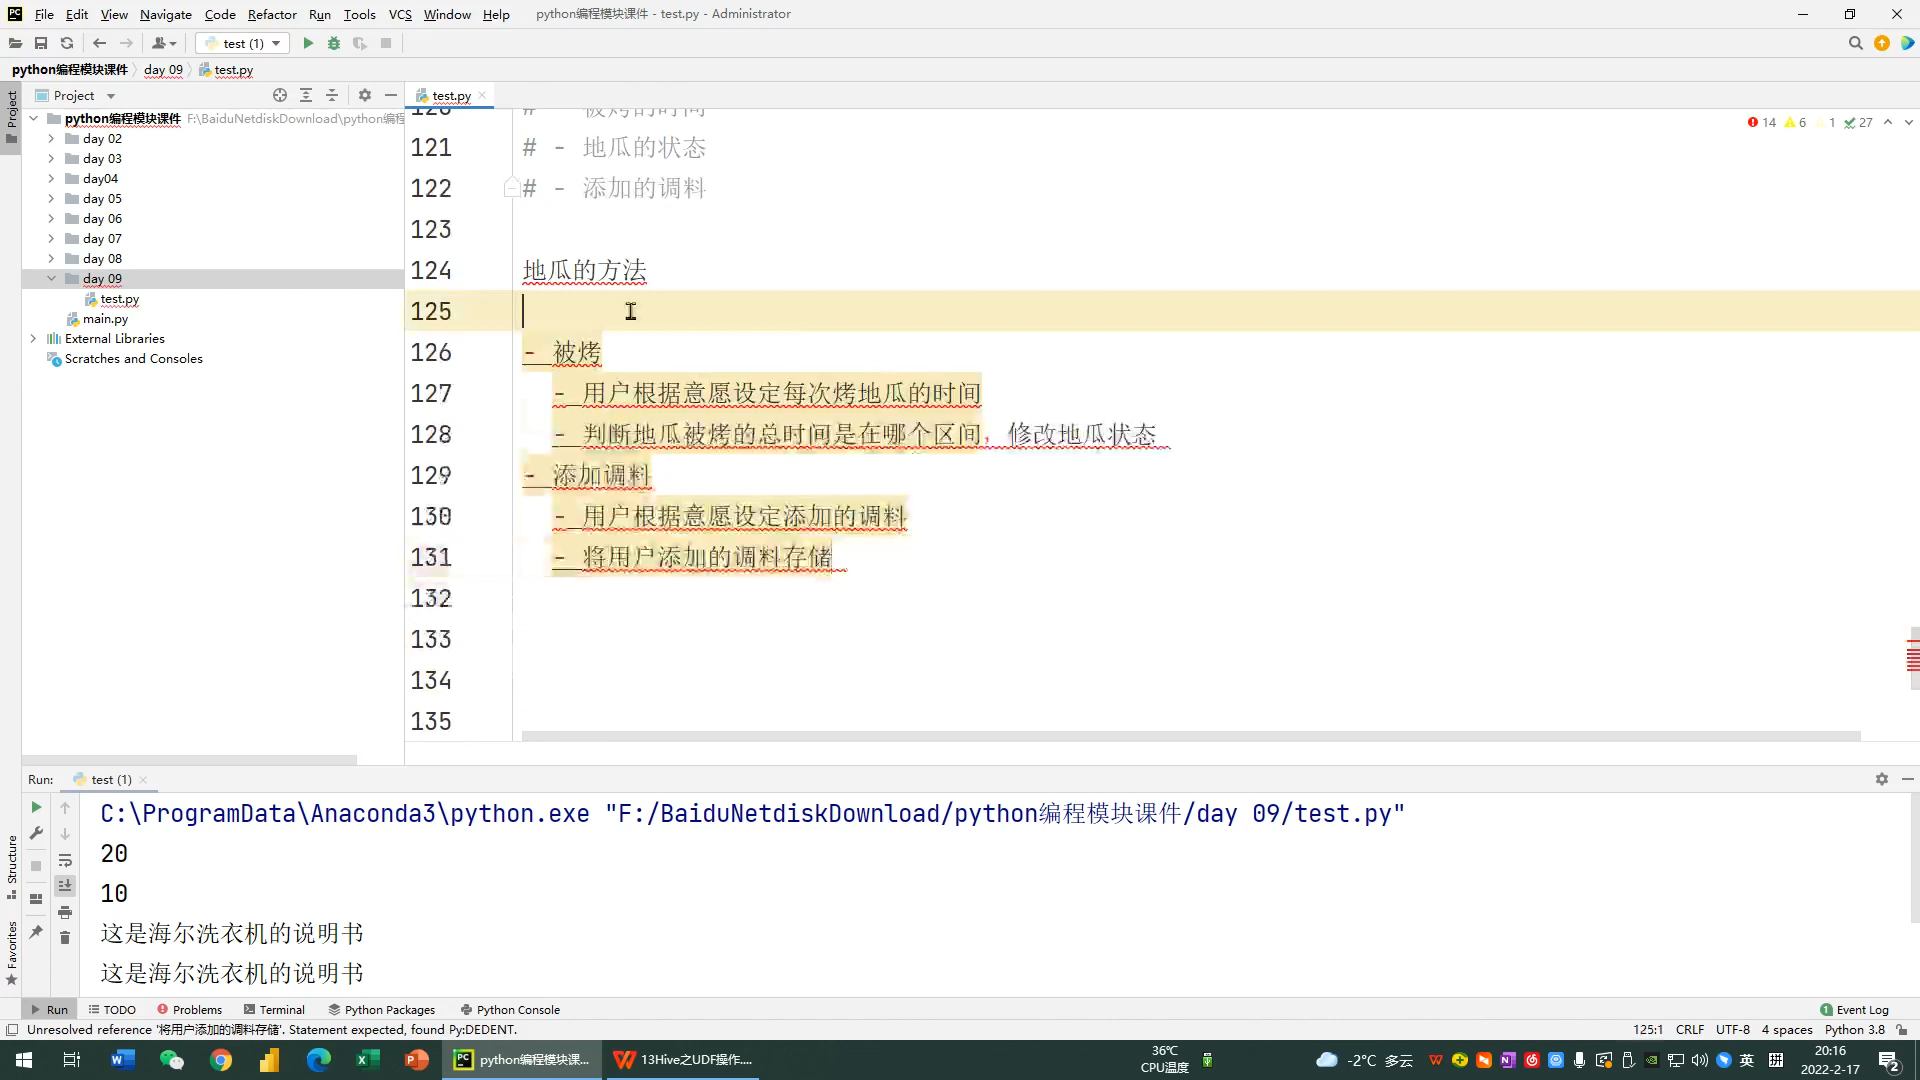 File Edit View Navigate Code Refactor Run Tools VCS Window Help python编程模块课件 - test.py - Administrator
test (1)
python编程模块课件 day 09 test.py
Project
Project
test.py
python编程模块课件 F:\BaiduNetdiskDownload\python编程
day 02
day 03
day04
day 05
day 06
day 07
day 08
day 09
test.py
main.py
External Libraries
Scratches and Consoles
14 6 1 27
121 # - 地瓜的状态
122 # - 添加的调料
123
124 地瓜的方法
125
126 - 被烤
127 - 用户根据意愿设定每次烤地瓜的时间
128 - 判断地瓜被烤的总时间是在哪个区间，修改地瓜状态
129 - 添加调料
130 - 用户根据意愿设定添加的调料
131 - 将用户添加的调料存储
132
133
134
135
Run: test (1)
C:\ProgramData\Anaconda3\python.exe "F:/BaiduNetdiskDownload/python编程模块课件/day 09/test.py"
20
10
这是海尔洗衣机的说明书
这是海尔洗衣机的说明书
Structure
Favorites
Run TODO Problems Terminal Python Packages Python Console 1 Event Log
Unresolved reference '将用户添加的调料存储'. Statement expected, found Py:DEDENT. 125:1 CRLF UTF-8 4 spaces Python 3.8
python编程模块课... 13Hive之UDF操作....
36℃
CPU温度
-2°C 多云
英
拼
20:16
2022-2-17
2